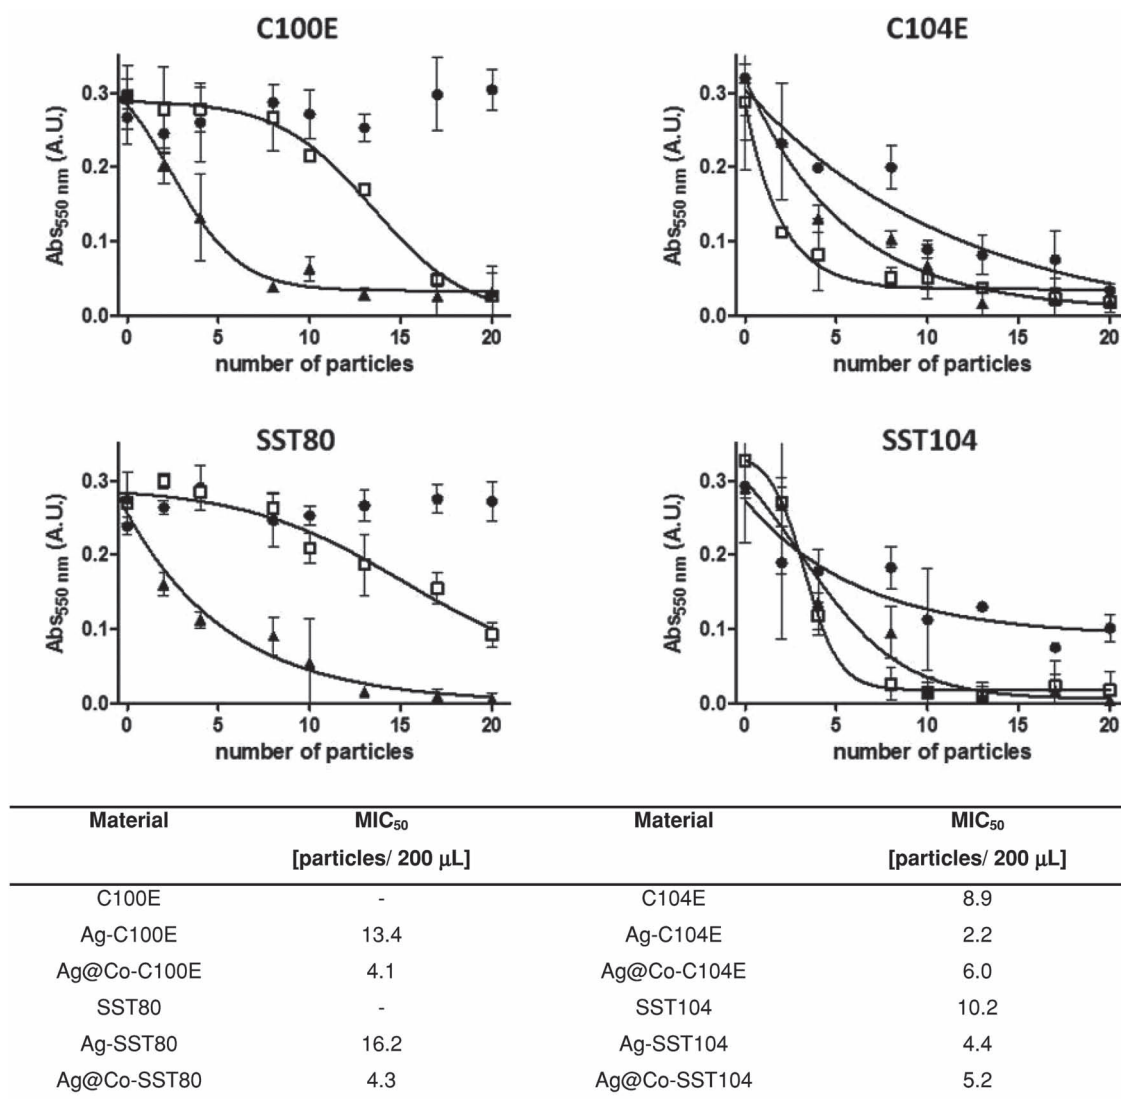 C100E
C104E
Abs550 nm (A.U.)
0.3
0.2
0.1
0.0
0 5 10 15 20
number of particles
Abs550 nm (A.U.)
0.3
0.2
0.1
0.0
0 5 10 15 20
number of particles
SST80
SST104
Abs550 nm (A.U.)
0.3
0.2
0.1
0.0
0 5 10 15 20
number of particles
Abs550 nm (A.U.)
0.3
0.2
0.1
0.0
0 5 10 15 20
number of particles
Material MIC50 Material MIC50
[particles/ 200 μL] [particles/ 200 μL]
C100E - C104E 8.9
Ag-C100E 13.4 Ag-C104E 2.2
Ag@Co-C100E 4.1 Ag@Co-C104E 6.0
SST80 - SST104 10.2
Ag-SST80 16.2 Ag-SST104 4.4
Ag@Co-SST80 4.3 Ag@Co-SST104 5.2